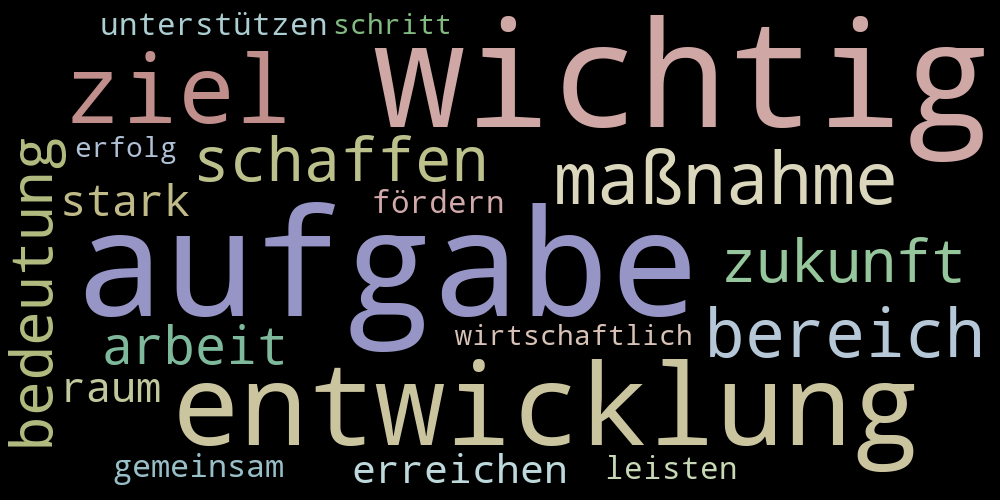 unterstützen
schritt
wichtig
ziel
erfolg
schaffen
maßnahme
bedeutung
stark
fördern
aufgabe
zukunft
arbeit
wirtschaftlich
bereich
raum
entwicklung
gemeinsam
erreichen
leisten